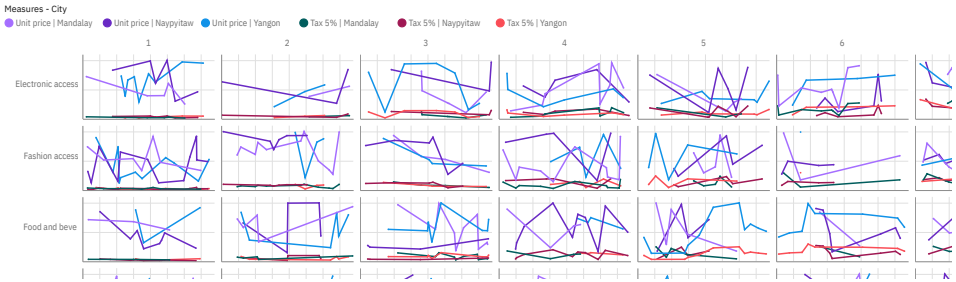 Measures - City
Unit price | Mandalay Unit price | Naypyitaw Unit price | Yangon Tax 5% | Mandalay Tax 5% | Naypyitaw Tax 5% | Yangon
1 2 3 4 5 6
Electronic access
Fashion access
Food and beve